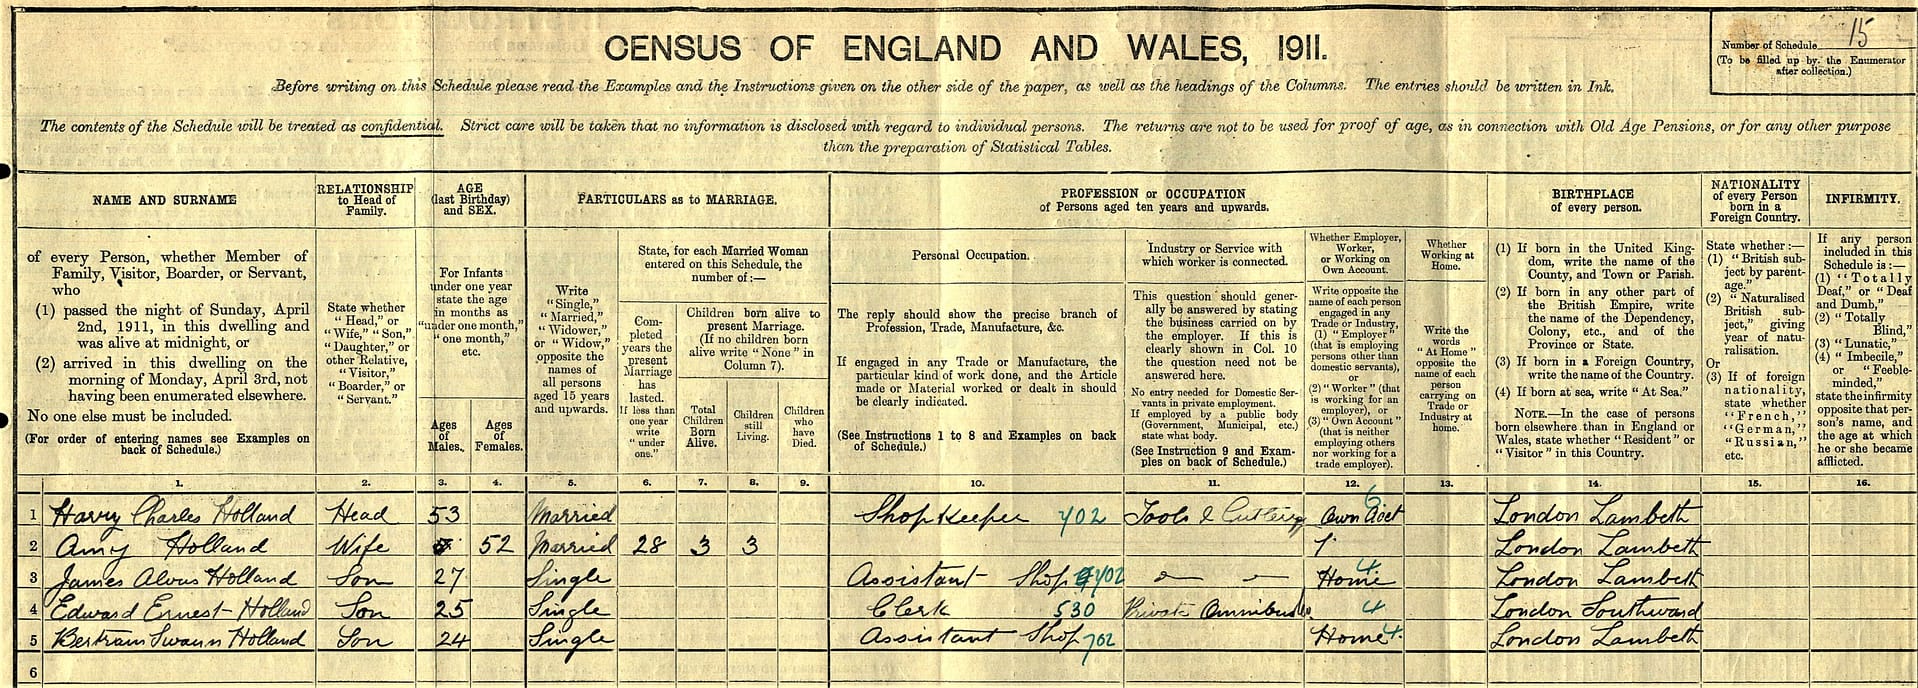 CENSUS OF ENGLAND AND WALES, 1911.
Number of Schedule 15
(To be filled up by the Enumerator
after collection.)
Before writing on this Schedule please read the Examples and the Instructions given on the other side of the paper, as well as the headings of the Columns. The entries should be written in Ink.
The contents of the Schedule will be treated as confidential. Strict care will be taken that no information is disclosed with regard to individual persons. The returns are not to be used for proof of age, as in connection with Old Age Pensions, or for any other purpose
than the preparation of Statistical Tables.
NAME AND SURNAME
of every Person, whether Member of
Family, Visitor, Boarder, or Servant,
who
(1) passed the night of Sunday, April
2nd, 1911, in this dwelling and
was alive at midnight, or
(2) arrived in this dwelling on the
morning of Monday, April 3rd, not
having been enumerated elsewhere.
No one else must be included.
(For order of entering names see Examples on
back of Schedule.)
RELATIONSHIP
to Head of
Family.
State whether
"Head," or
"Wife," "Son,"
"Daughter," or
other Relative,
"Visitor,"
"Boarder," or
"Servant."
AGE
(last Birthday)
and SEX.
For Infants
under one year
state the age
in months as
"under one month,"
"one month,"
etc.
Ages
of
Males.
Ages
of
Females.
PARTICULARS as to MARRIAGE.
Write
"Single,"
"Married,"
"Widower,"
or "Widow,"
opposite the
names of
all persons
aged 15 years
and upwards.
State, for each Married Woman
entered on this Schedule, the
number of:—
Com-
pleted
years the
present
Marriage
has
lasted.
If less than
one year
write
"under
one."
Children born alive to
present Marriage.
(If no children born
alive write "None" in
Column 7).
Total
Children
Born
Alive.
Children
still
Living.
Children
who
have
Died.
PROFESSION or OCCUPATION
of Persons aged ten years and upwards.
Personal Occupation.
The reply should show the precise branch of
Profession, Trade, Manufacture, &c.
If engaged in any Trade or Manufacture, the
particular kind of work done, and the Article
made or Material worked or dealt in should
be clearly indicated.
(See Instructions 1 to 8 and Examples on back
of Schedule.)
Industry or Service with
which worker is connected.
This question should gener-
ally be answered by stating
the business carried on by
the employer. If this is
clearly shown in Col. 10
the question need not be
answered here.
No entry needed for Domestic Ser-
vants in private employment.
If employed by a public body
(Government, Municipal, etc.)
state what body.
(See Instruction 9 and Exam-
ples on back of Schedule.)
Whether Employer,
Worker,
or Working on
Own Account.
Write opposite the
name of each person
engaged in any
Trade or Industry,
(1) "Employer"
(that is employing
persons other than
domestic servants),
or
(2) "Worker" (that
is working for an
employer), or
(3) "Own Account"
(that is neither
employing others
nor working for a
trade employer).
Whether
Working at
Home.
Write the
words
"At Home"
opposite the
name of each
person
carrying on
Trade or
Industry at
home.
BIRTHPLACE
of every person.
(1) If born in the United King-
dom, write the name of the
County, and Town or Parish.
(2) If born in any other part of
the British Empire, write
the name of the Dependency,
Colony, etc., and of the
Province or State.
(3) If born in a Foreign Country,
write the name of the Country.
(4) If born at sea, write "At Sea."
NOTE.—In the case of persons
born elsewhere than in England or
Wales, state whether "Resident" or
"Visitor" in this Country.
NATIONALITY
of every Person
born in a
Foreign Country.
State whether:—
(1) "British sub-
ject by parent-
age."
(2) "Naturalised
British sub-
ject," giving
year of natu-
ralisation.
Or
(3) If of foreign
nationality,
state whether
"French,"
"German,"
"Russian,"
etc.
INFIRMITY.
If any person
included in this
Schedule is:—
(1) "Totally
Deaf," or "Deaf
and Dumb,"
(2) "Totally
Blind,"
(3) "Lunatic,"
(4) "Imbecile,"
or "Feeble-
minded,"
state the infirmity
opposite that per-
son's name, and
the age at which
he or she became
afflicted.
1. 2. 3. 4. 5. 6. 7. 8. 9. 10. 11. 12. 13. 14. 15. 16.
1 Harry Charles Holland Head 53 Married Shop Keeper 702 Tools & Cutlery Own Acct 6 London Lambeth
2 Amy Holland Wife 52 Married 28 3 3 London Lambeth
3 James Holland Son 27 Single Assistant Shop 702 Home 4 London Lambeth
4 Edward Ernest Holland Son 25 Single Clerk 530 Private Omnibus 4 London Southward
5 Bertram Swann Holland Son 24 Single Assistant Shop 702 Home 4 London Lambeth
6